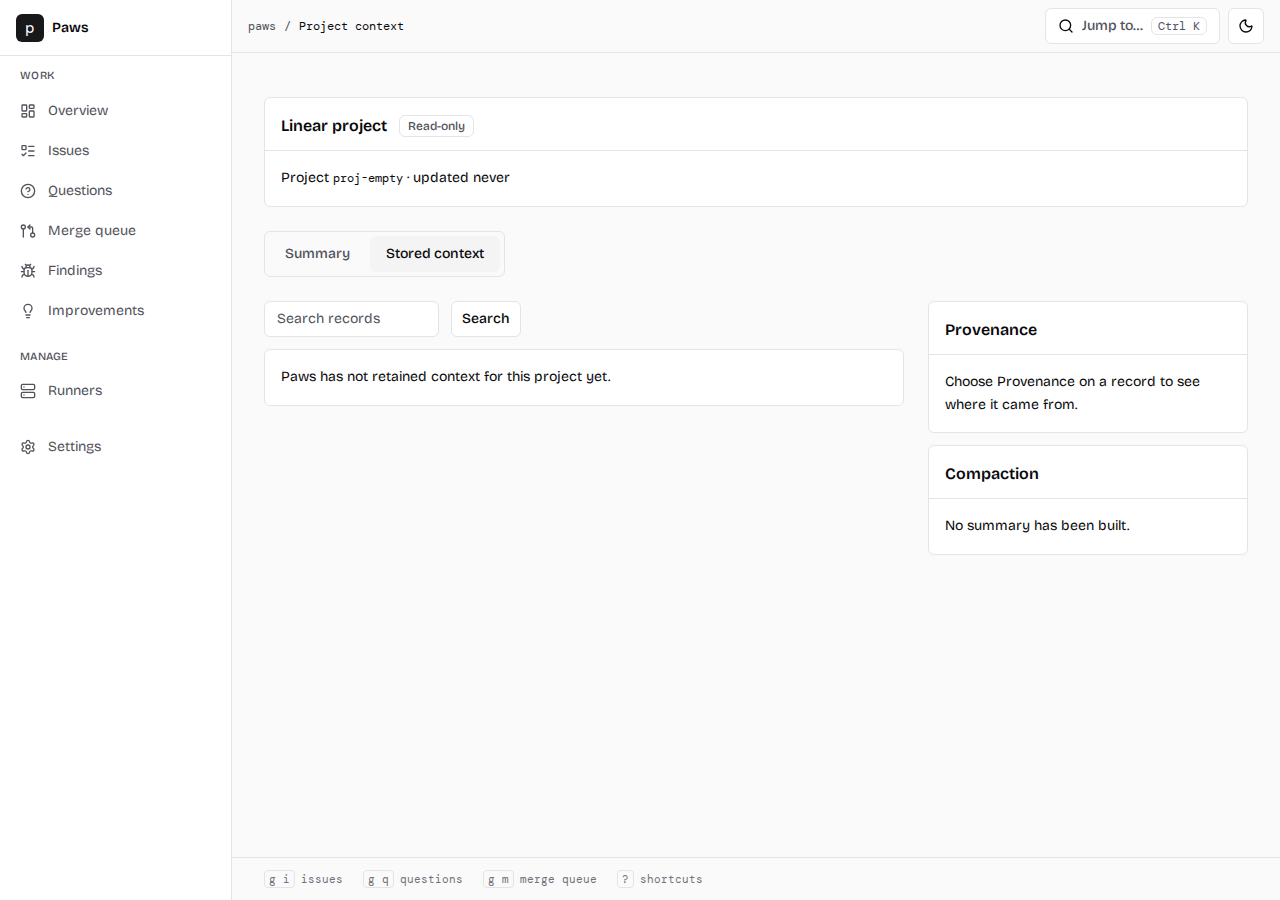 p Paws
WORK
Overview
Issues
Questions
Merge queue
Findings
Improvements
MANAGE
Runners
Settings
paws / Project context
Jump to... Ctrl K
Linear project Read-only
Project proj-empty · updated never
Summary Stored context
Search records Search
Paws has not retained context for this project yet.
Provenance
Choose Provenance on a record to see
where it came from.
Compaction
No summary has been built.
g i issues g q questions g m merge queue ? shortcuts